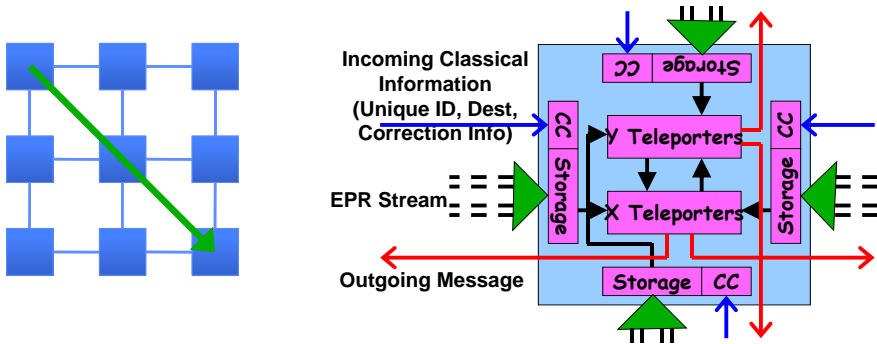 Incoming Classical
Information
(Unique ID, Dest,
Correction Info)
EPR Stream
Outgoing Message
CC Storage
CC Storage
Y Teleporters
X Teleporters
CC Storage
Storage CC